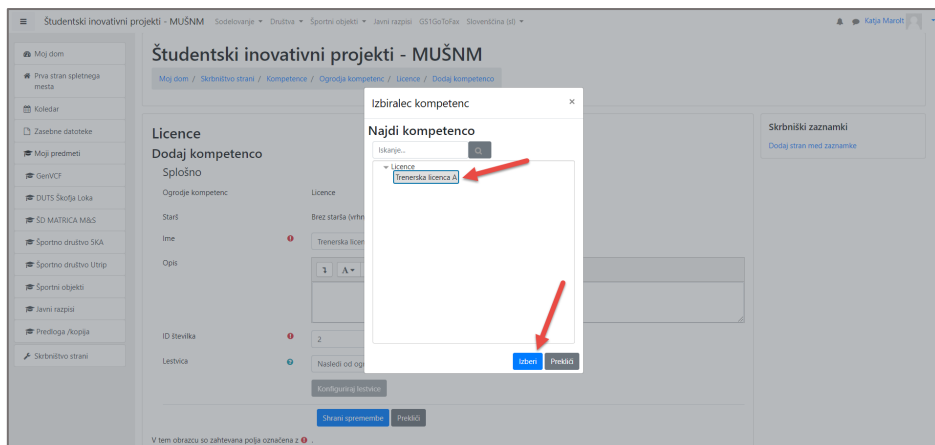 Študentski inovativni projekti - MUŠNM Sodelovanje Društva Športni objekti Javni razpisi GS1GoToFax Slovenščina (sl) Katja Marolt
Moj dom
Prva stran spletnega mesta
Koledar
Zasebne datoteke
Moji predmeti
GenVCF
DUTS Škofja Loka
ŠD MATRICA M&S
Športno društvo 5KA
Športno društvo Utrip
Športni objekti
Javni razpisi
Predloga /kopija
Skrbništvo strani
Študentski inovativni projekti - MUŠNM
Moj dom / Skrbništvo strani / Kompetence / Ogrodja kompetenc / Licence / Dodaj kompetenco
Licence
Dodaj kompetenco
Splošno
Ogrodje kompetenc Licence
Starš Brez starša (vrhn
Ime Trenerska licen
Opis
A
ID številka 2
Lestvica Nasledi od ogr
Konfiguriraj lestvice
Shrani spremembe Prekliči
V tem obrazcu so zahtevana polja označena z .
Izbiralec kompetenc ×
Najdi kompetenco
Iskanje...
Licence
Trenerska licenca A
Izberi Prekliči
Skrbniški zaznamki
Dodaj stran med zaznamke